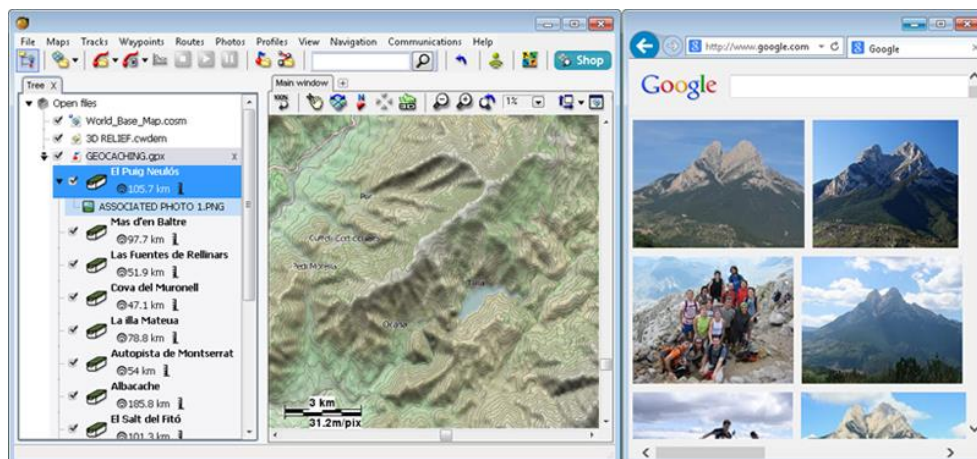 File Maps Tracks Waypoints Routes Photos Profiles View Navigation Communications Help
Shop
Tree X
Open files
World_Base_Map.cosm
3D RELIEF.cwdem
GEOCACHING.gpx x
El Puig Neulós
105.7 km
ASSOCIATED PHOTO 1.PNG
Mas d'en Baltre
97.7 km
Las Fuentes de Rellinars
51.9 km
Cova del Muronell
47.1 km
La illa Mateua
78.8 km
Autopista de Montserrat
54 km
Albacache
185.8 km
El Salt del Fitó
101.3 km
Main window
100%
1%
3 km
31.2m/pix
http://www.google.com
Google
Google